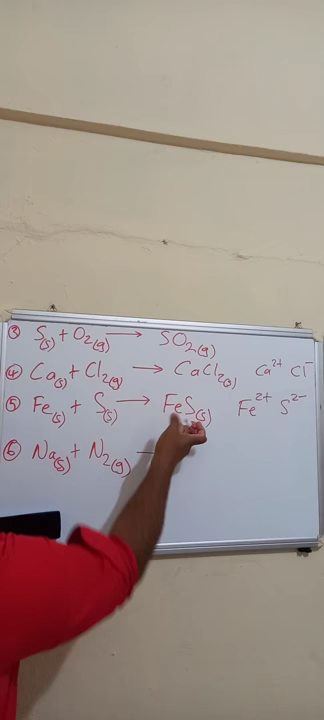 ③ S(s) + O₂(g) → SO₂(g)
④ Ca(s) + Cl₂(g) → CaCl₂(s) Ca²⁺ Cl⁻
⑤ Fe(s) + S(s) → FeS(s) Fe²⁺ S²⁻
⑥ Na(s) + N₂(g) →